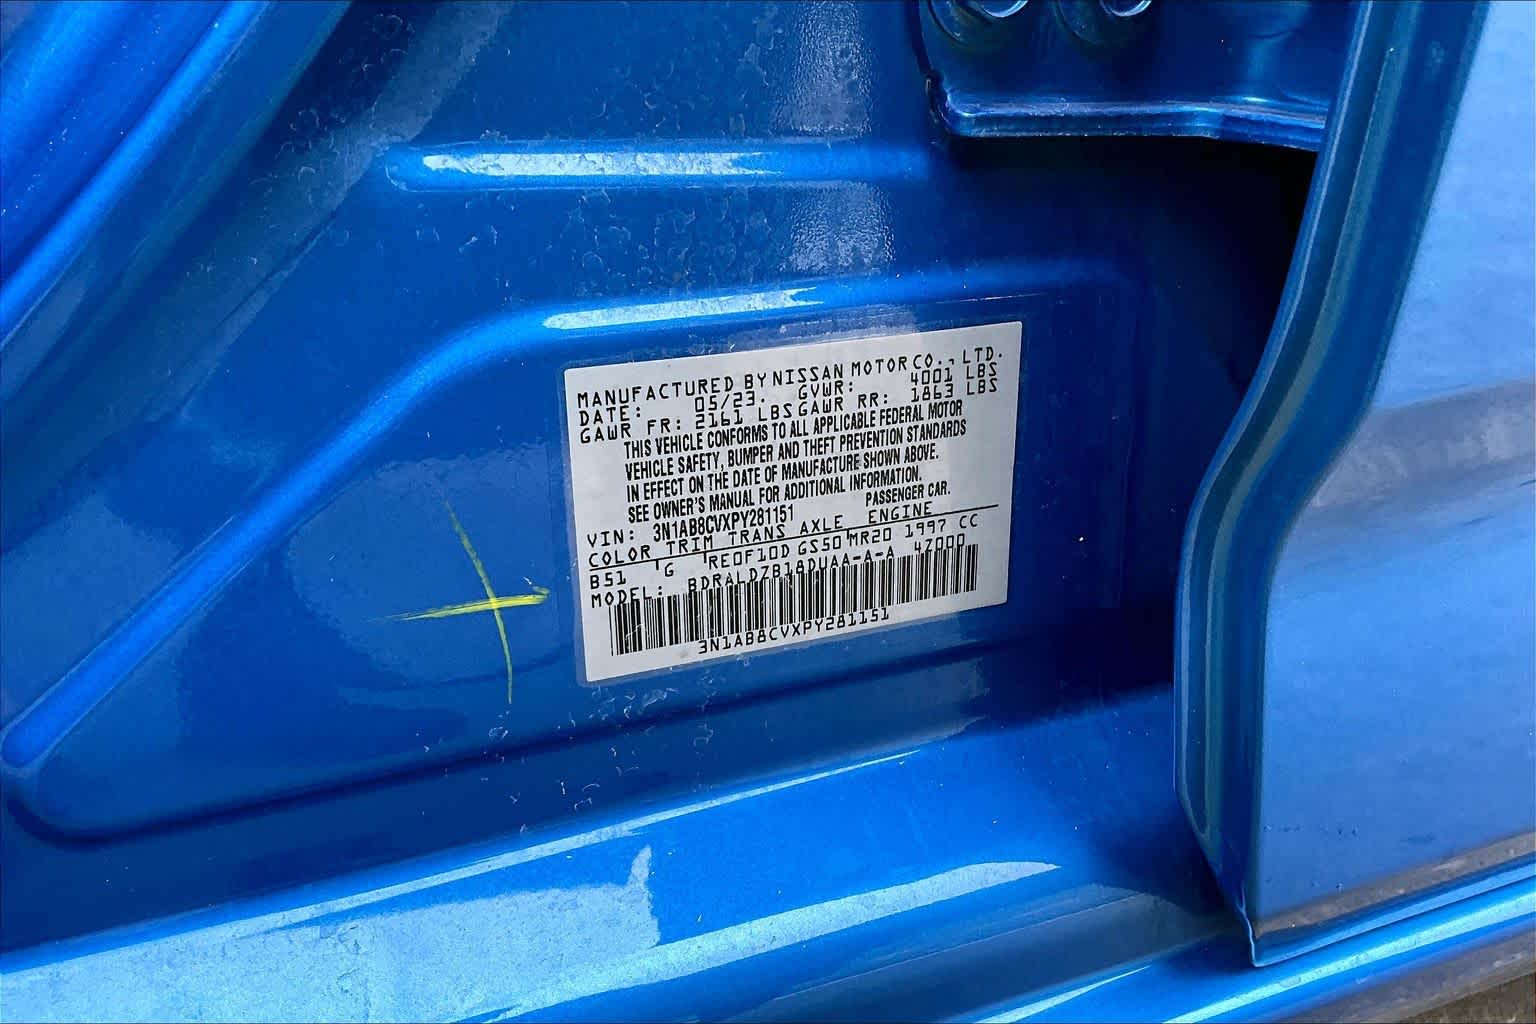 MANUFACTURED BY NISSAN MOTOR CO., LTD.
DATE: 05/23. GVWR: 4001 LBS
GAWR FR: 2161 LBS GAWR RR: 1863 LBS
THIS VEHICLE CONFORMS TO ALL APPLICABLE FEDERAL MOTOR
VEHICLE SAFETY, BUMPER AND THEFT PREVENTION STANDARDS
IN EFFECT ON THE DATE OF MANUFACTURE SHOWN ABOVE.
SEE OWNER'S MANUAL FOR ADDITIONAL INFORMATION.
VIN: 3N1AB8CVXPY281151 PASSENGER CAR.
COLOR TRIM TRANS AXLE ENGINE
B51 G RE0F10D GS50 MR20 1997 CC
MODEL: BDRALDZB18DUAA-A-A 47000
3N1AB8CVXPY281151